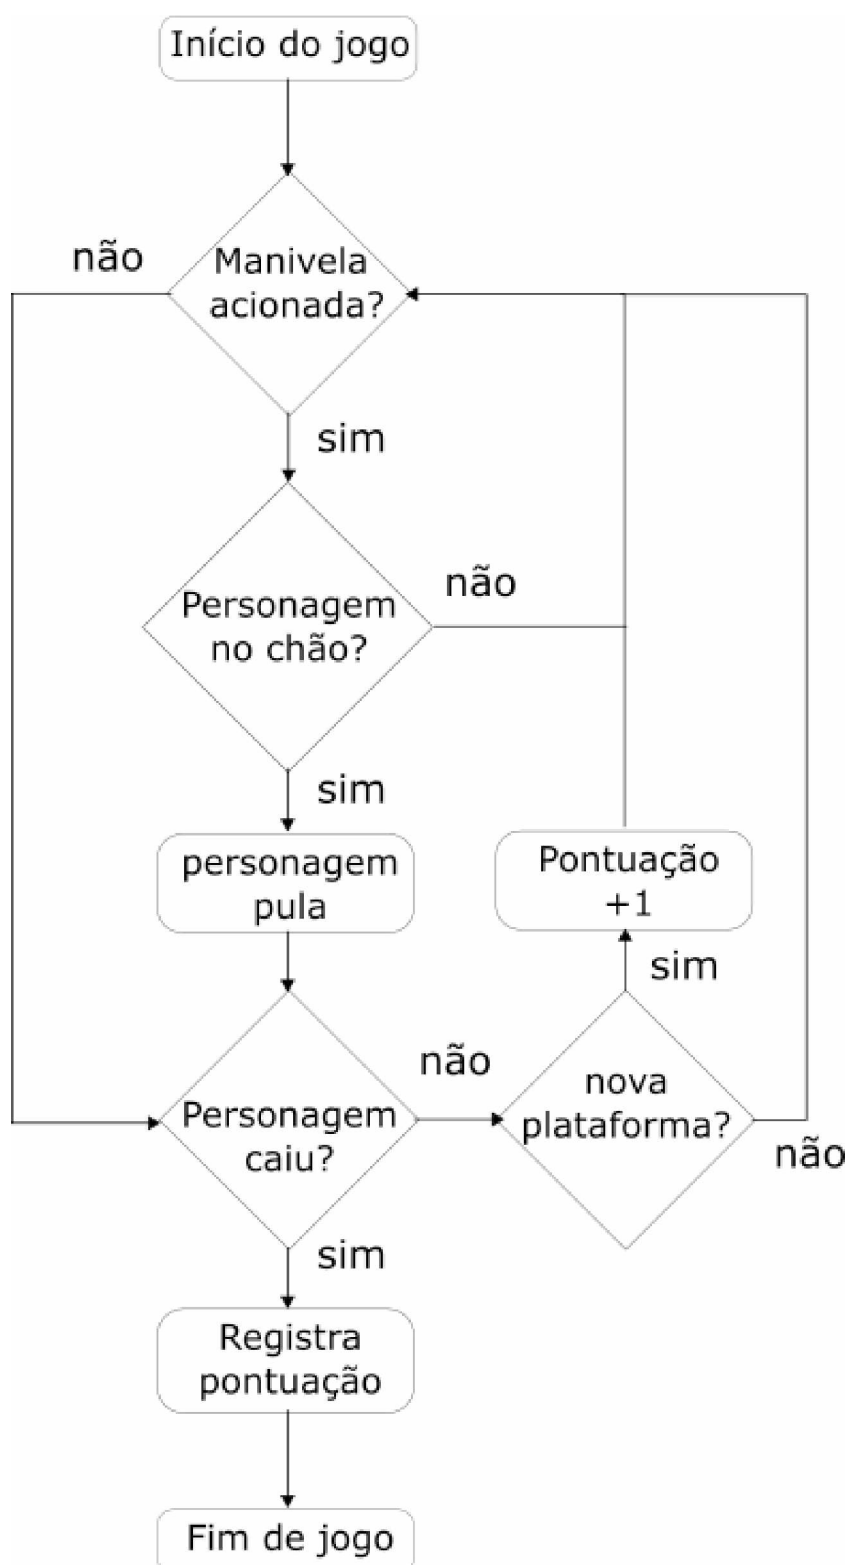 Início do jogo
não
Manivela
acionada?
sim
não
Personagem
no chão?
sim
personagem
pula
Pontuação
+1
sim
não
nova
plataforma?
Personagem
caiu?
não
sim
Registra
pontuação
Fim de jogo